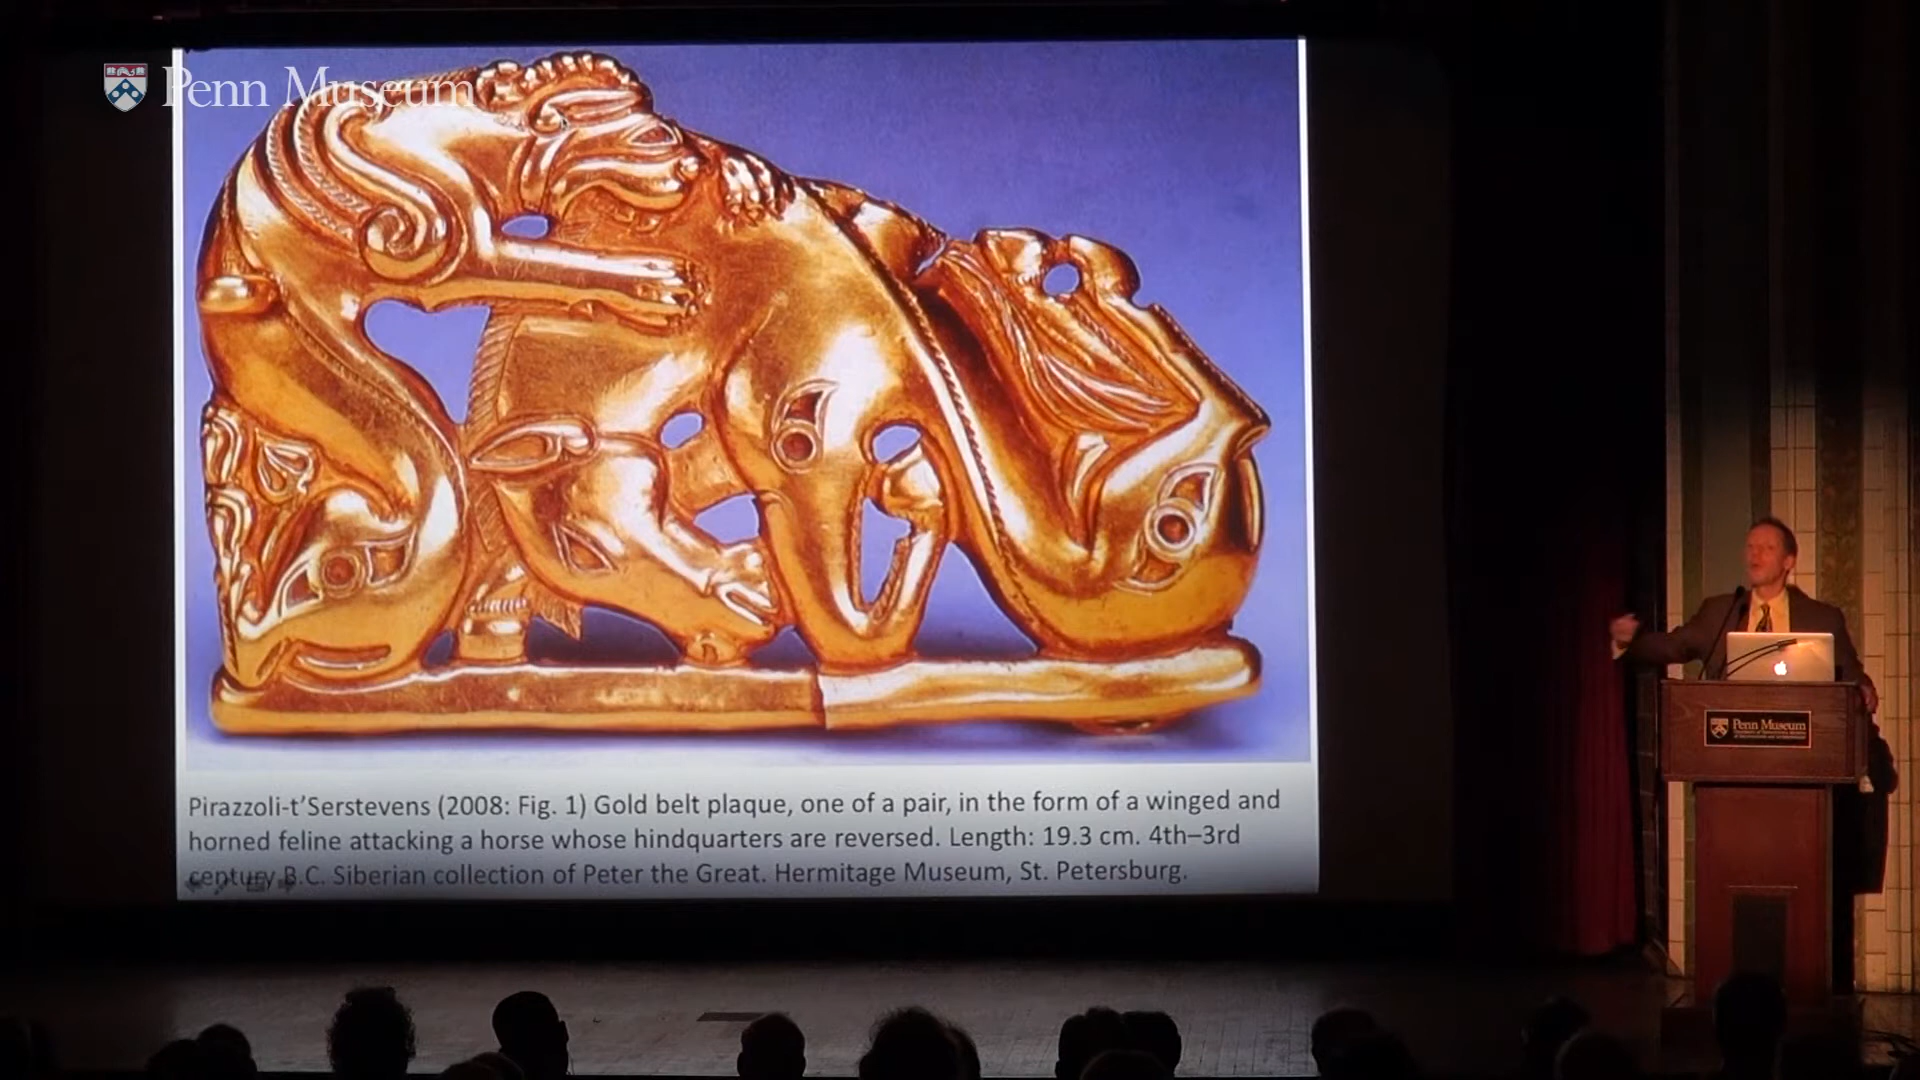 Penn Museum
Pirazzoli-t’Serstevens (2008: Fig. 1) Gold belt plaque, one of a pair, in the form of a winged and
horned feline attacking a horse whose hindquarters are reversed. Length: 19.3 cm. 4th–3rd
century B.C. Siberian collection of Peter the Great. Hermitage Museum, St. Petersburg.
Penn Museum